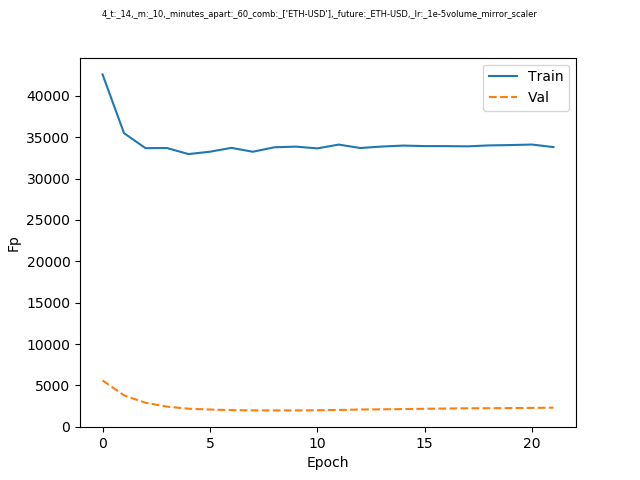 4_t:_14,_m:_10,_minutes_apart:_60_comb:_['ETH-USD'],_future:_ETH-USD,_lr:_1e-5volume_mirror_scaler
Train
Val
40000
35000
30000
25000
20000
15000
10000
5000
0
Fp
0 5 10 15 20
Epoch